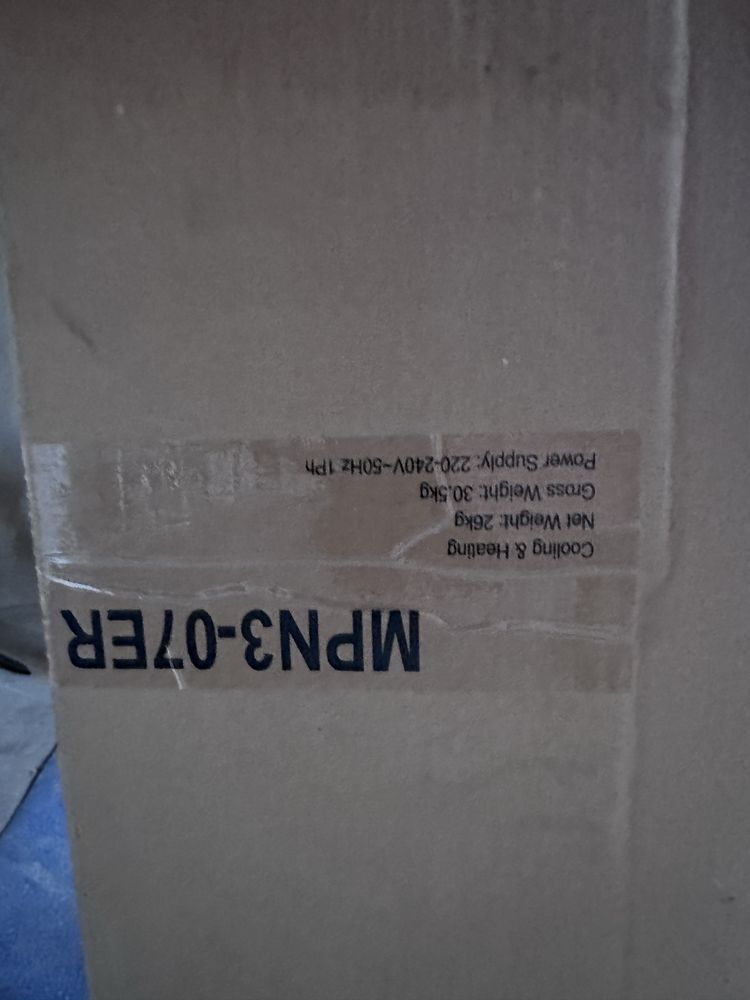 MPN3-07ER
Cooling & Heating
Net Weight: 26kg
Gross Weight: 30.5kg
Power Supply: 220-240V~50Hz 1Ph